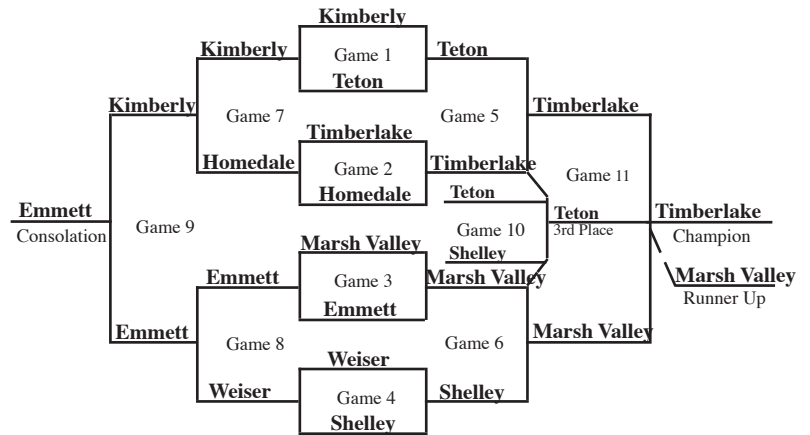 Kimberly
Kimberly
Game 1
Teton
Teton
Kimberly
Game 7
Game 5
Timberlake
Timberlake
Homedale
Game 2
Timberlake
Homedale
Game 11
Teton
Emmett
Consolation
Game 9
Game 10
Teton
3rd Place
Timberlake
Champion
Shelley
Marsh Valley
Emmett
Game 3
Marsh Valley
Marsh Valley
Runner Up
Emmett
Emmett
Game 8
Game 6
Marsh Valley
Weiser
Weiser
Game 4
Shelley
Shelley